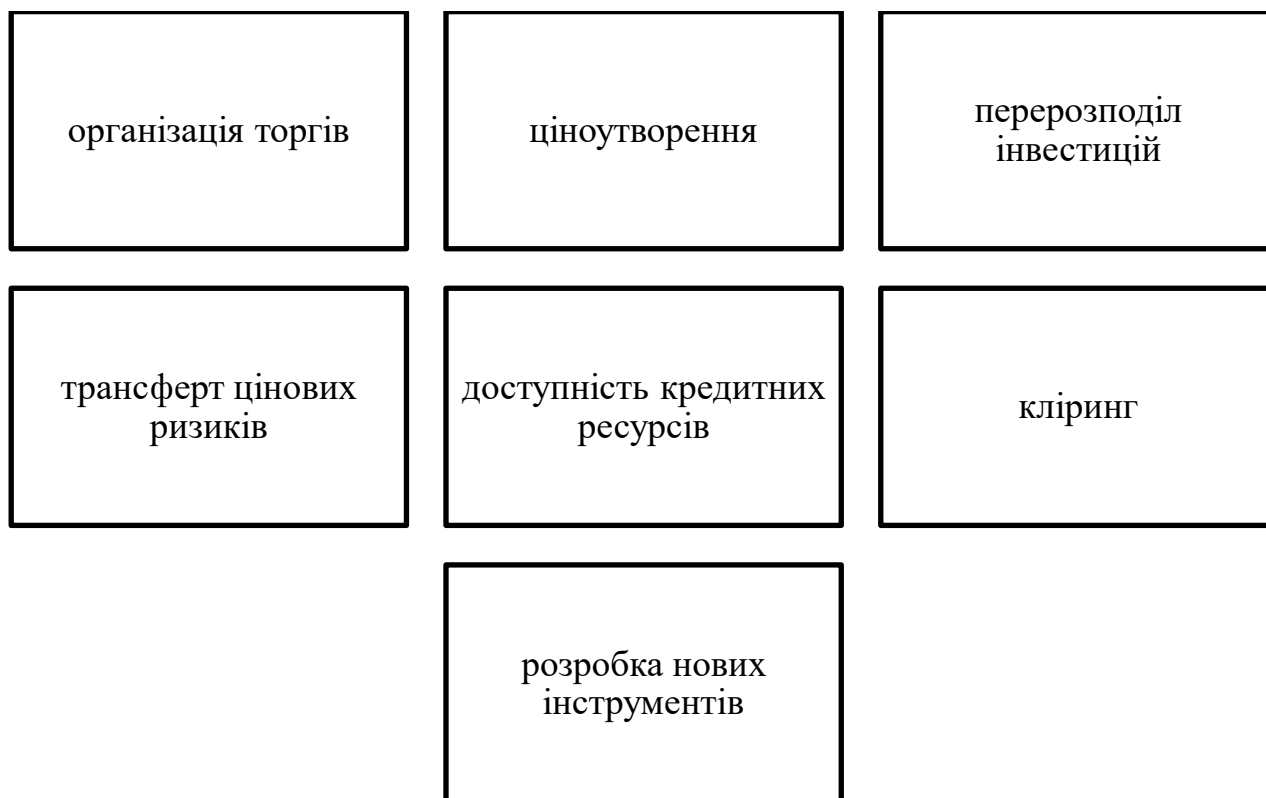 організація торгів
ціноутворення
перерозподіл
інвестицій
трансферт цінових
ризиків
доступність кредитних
ресурсів
кліринг
розробка нових
інструментів